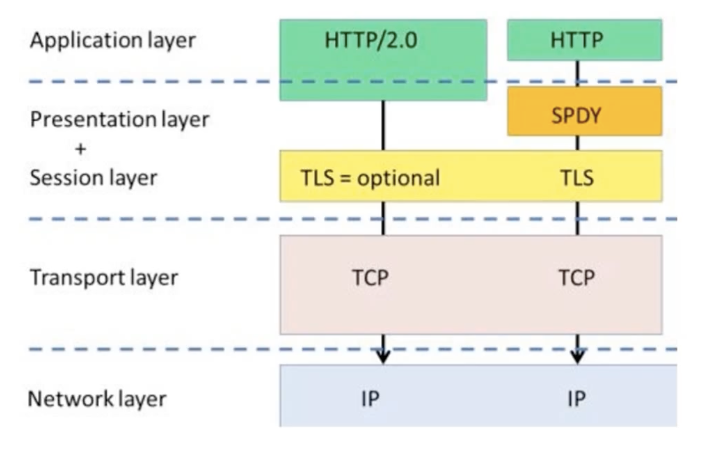 Application layer
HTTP/2.0
HTTP
Presentation layer
+
Session layer
SPDY
TLS = optional
TLS
Transport layer
TCP
TCP
Network layer
IP
IP